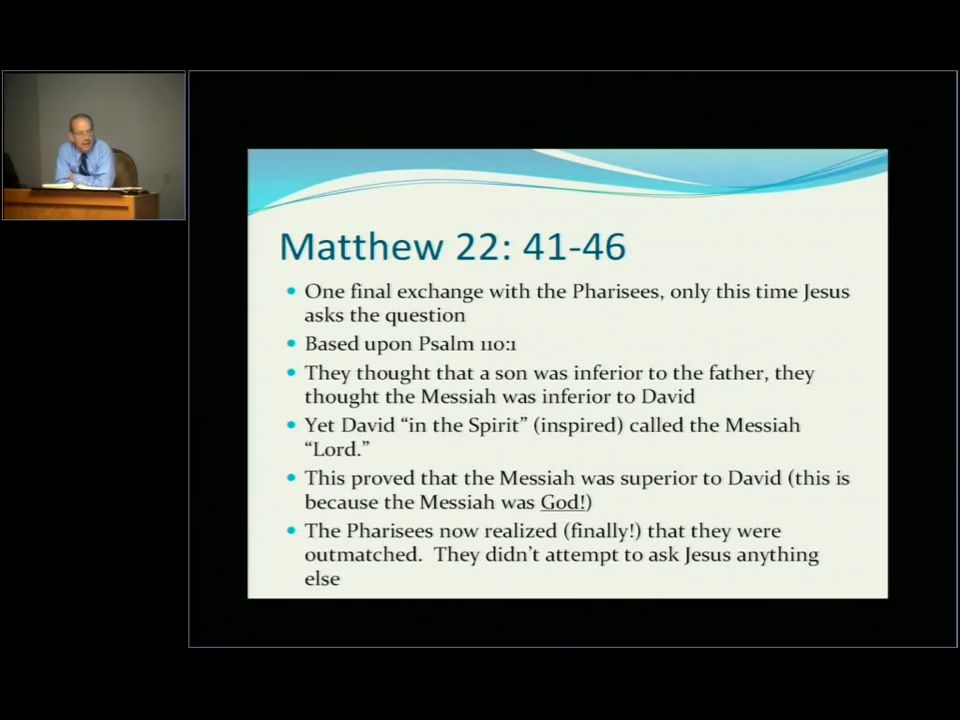 Matthew 22: 41-46
• One final exchange with the Pharisees, only this time Jesus
asks the question
• Based upon Psalm 110:1
• They thought that a son was inferior to the father, they
thought the Messiah was inferior to David
• Yet David “in the Spirit” (inspired) called the Messiah
“Lord.”
• This proved that the Messiah was superior to David (this is
because the Messiah was God!)
• The Pharisees now realized (finally!) that they were
outmatched.  They didn’t attempt to ask Jesus anything
else